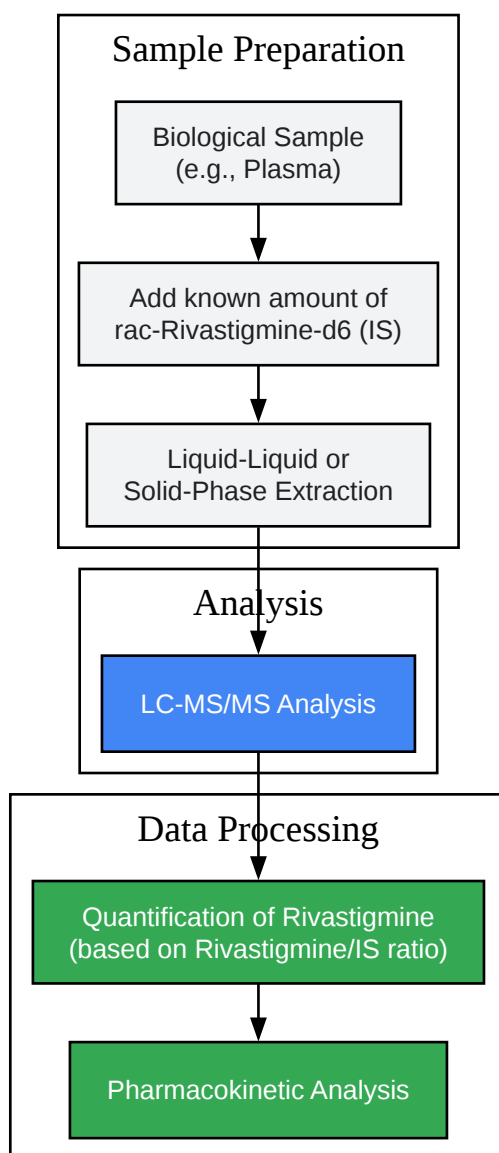 Sample Preparation
Biological Sample
(e.g., Plasma)
Add known amount of
rac-Rivastigmine-d6 (IS)
Liquid-Liquid or
Solid-Phase Extraction
Analysis
LC-MS/MS Analysis
Data Processing
Quantification of Rivastigmine
(based on Rivastigmine/IS ratio)
Pharmacokinetic Analysis